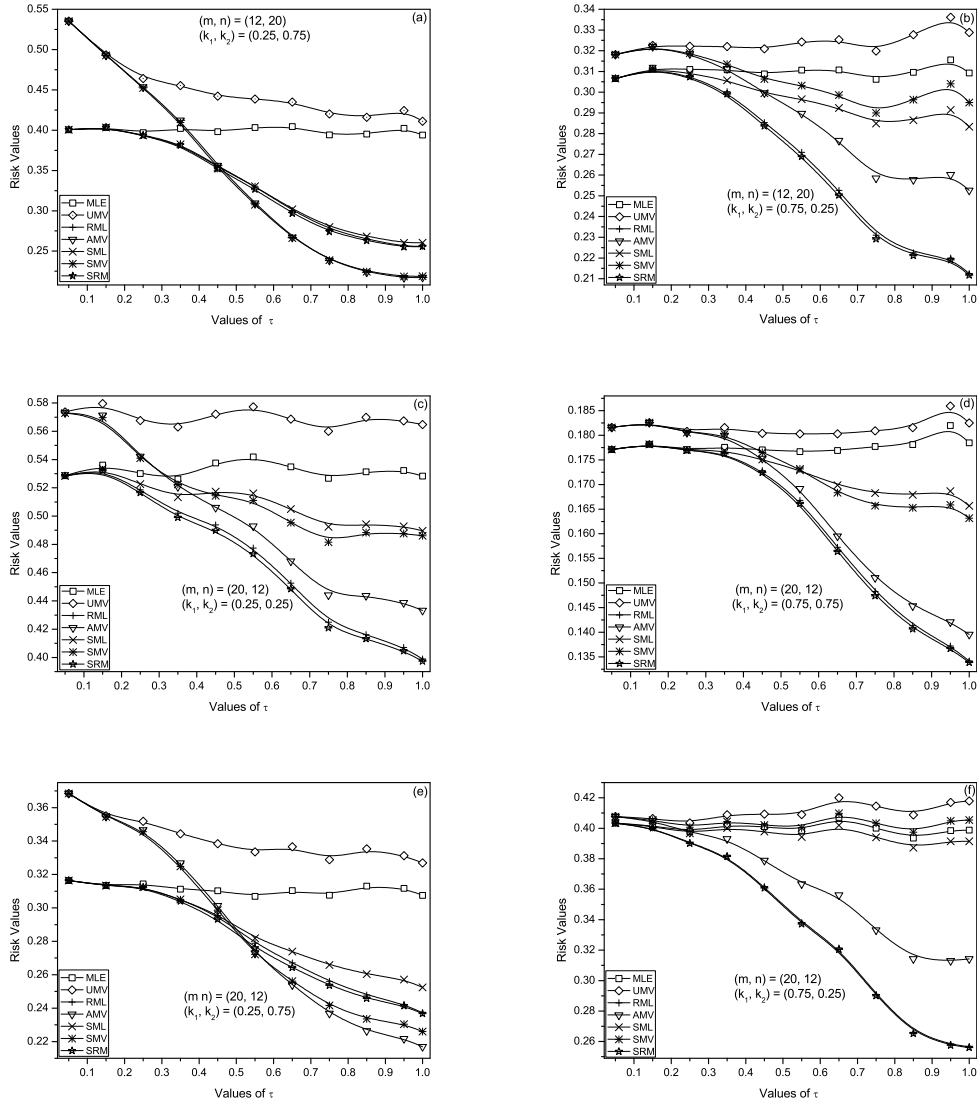 (a)
(m, n) = (12, 20)
(k₁, k₂) = (0.25, 0.75)
Risk Values
0.55
0.50
0.45
0.40
0.35
0.30
0.25
MLE
UMV
RML
AMV
SML
SMV
SRM
0.1 0.2 0.3 0.4 0.5 0.6 0.7 0.8 0.9 1.0
Values of τ
(b)
(m, n) = (12, 20)
(k₁, k₂) = (0.75, 0.25)
Risk Values
0.34
0.33
0.32
0.31
0.30
0.29
0.28
0.27
0.26
0.25
0.24
0.23
0.22
0.21
MLE
UMV
RML
AMV
SML
SMV
SRM
0.1 0.2 0.3 0.4 0.5 0.6 0.7 0.8 0.9 1.0
Values of τ
(c)
(m, n) = (20, 12)
(k₁, k₂) = (0.25, 0.25)
Risk Values
0.58
0.56
0.54
0.52
0.50
0.48
0.46
0.44
0.42
0.40
MLE
UMV
RML
AMV
SML
SMV
SRM
0.1 0.2 0.3 0.4 0.5 0.6 0.7 0.8 0.9 1.0
Values of τ
(d)
(m, n) = (20, 12)
(k₁, k₂) = (0.75, 0.75)
Risk Values
0.185
0.180
0.175
0.170
0.165
0.160
0.155
0.150
0.145
0.140
0.135
MLE
UMV
RML
AMV
SML
SMV
SRM
0.1 0.2 0.3 0.4 0.5 0.6 0.7 0.8 0.9 1.0
Values of τ
(e)
(m n) = (20, 12)
(k₁, k₂) = (0.25, 0.75)
Risk Values
0.36
0.34
0.32
0.30
0.28
0.26
0.24
0.22
MLE
UMV
RML
AMV
SML
SMV
SRM
0.1 0.2 0.3 0.4 0.5 0.6 0.7 0.8 0.9 1.0
Values of τ
(f)
(m, n) = (20, 12)
(k₁, k₂) = (0.75, 0.25)
Risk Values
0.42
0.40
0.38
0.36
0.34
0.32
0.30
0.28
0.26
MLE
UMV
RML
AMV
SML
SMV
SRM
0.1 0.2 0.3 0.4 0.5 0.6 0.7 0.8 0.9 1.0
Values of τ